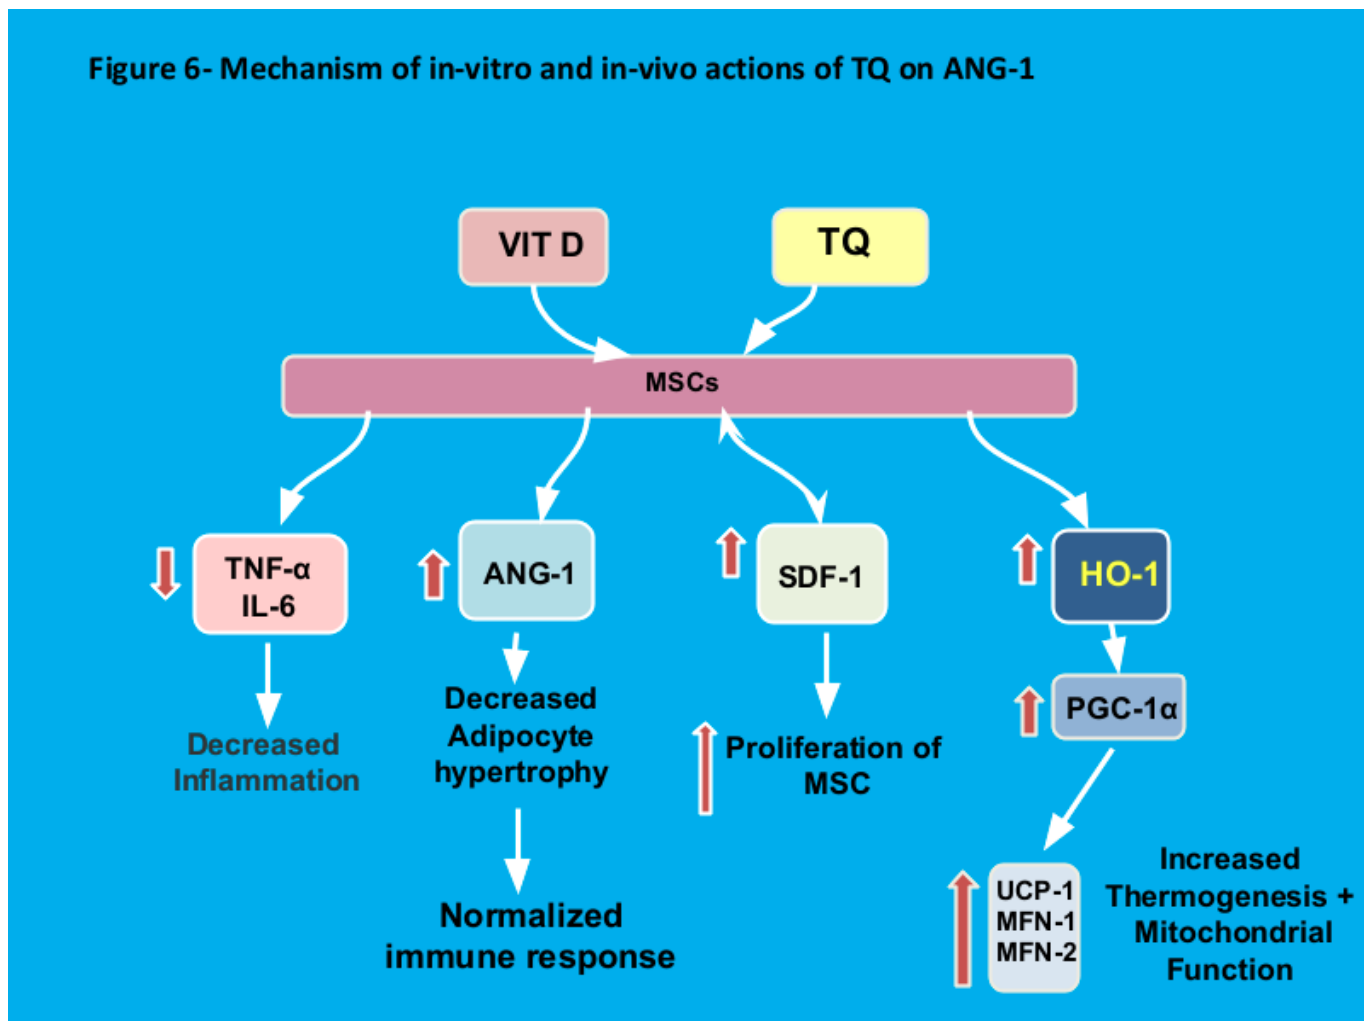 Figure 6- Mechanism of in-vitro and in-vivo actions of TQ on ANG-1
VIT D
TQ
MSCs
TNF-α
IL-6
ANG-1
SDF-1
HO-1
PGC-1α
Decreased
Inflammation
Decreased
Adipocyte
hypertrophy
Proliferation of
MSC
Normalized
immune response
UCP-1
MFN-1
MFN-2
Increased
Thermogenesis +
Mitochondrial
Function